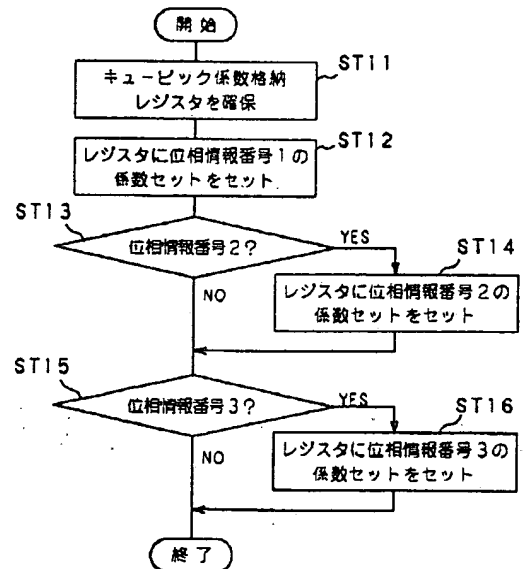 開始
キュービック係数格納
レジスタを確保
ST11
レジスタに位相情報番号1の
係数セットをセット
ST12
ST13
位相情報番号2?
YES
NO
ST14
レジスタに位相情報番号2の
係数セットをセット
ST15
位相情報番号3?
YES
NO
ST16
レジスタに位相情報番号3の
係数セットをセット
終了